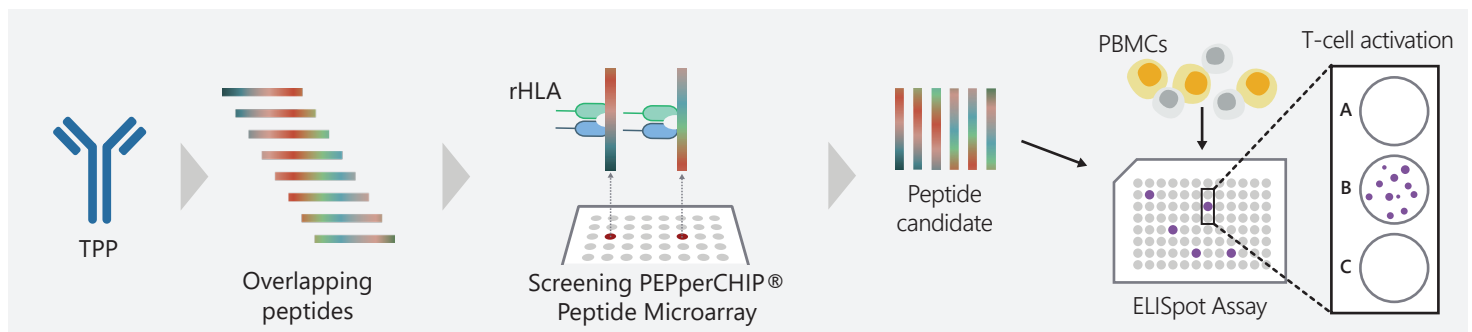 TPP
Overlapping
peptides
rHLA
Screening PEPperCHIP®
Peptide Microarray
Peptide
candidate
PBMCs
ELISpot Assay
T-cell activation
A
B
C